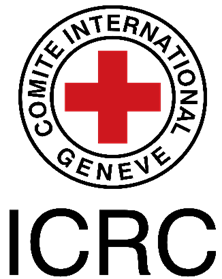 COMITE INTERNATIONAL
GENEVE
ICRC